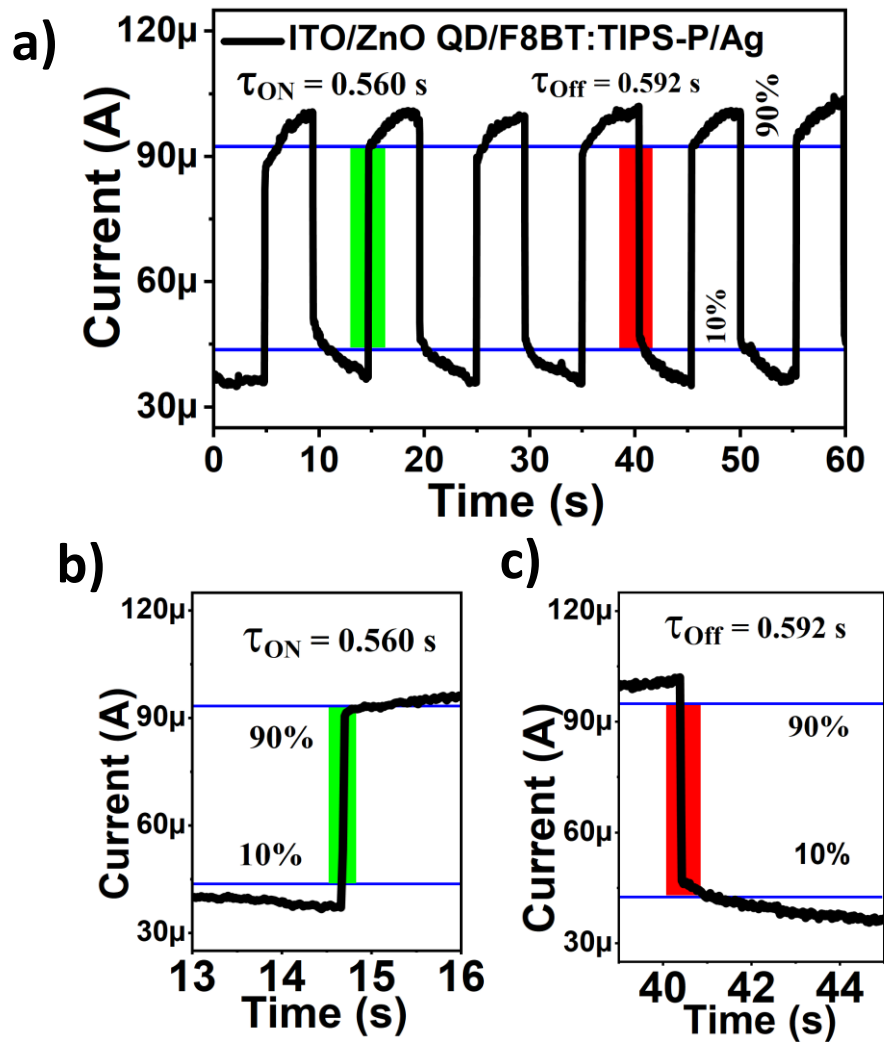 a)
ITO/ZnO QD/F8BT:TIPS-P/Ag
τON = 0.560 s
τOff = 0.592 s
90%
10%
120µ
90µ
60µ
30µ
Current (A)
0 10 20 30 40 50 60
Time (s)
b)
τON = 0.560 s
90%
10%
120µ
90µ
60µ
30µ
Current (A)
13 14 15 16
Time (s)
c)
τOff = 0.592 s
90%
10%
120µ
90µ
60µ
30µ
Current (A)
40 42 44
Time (s)